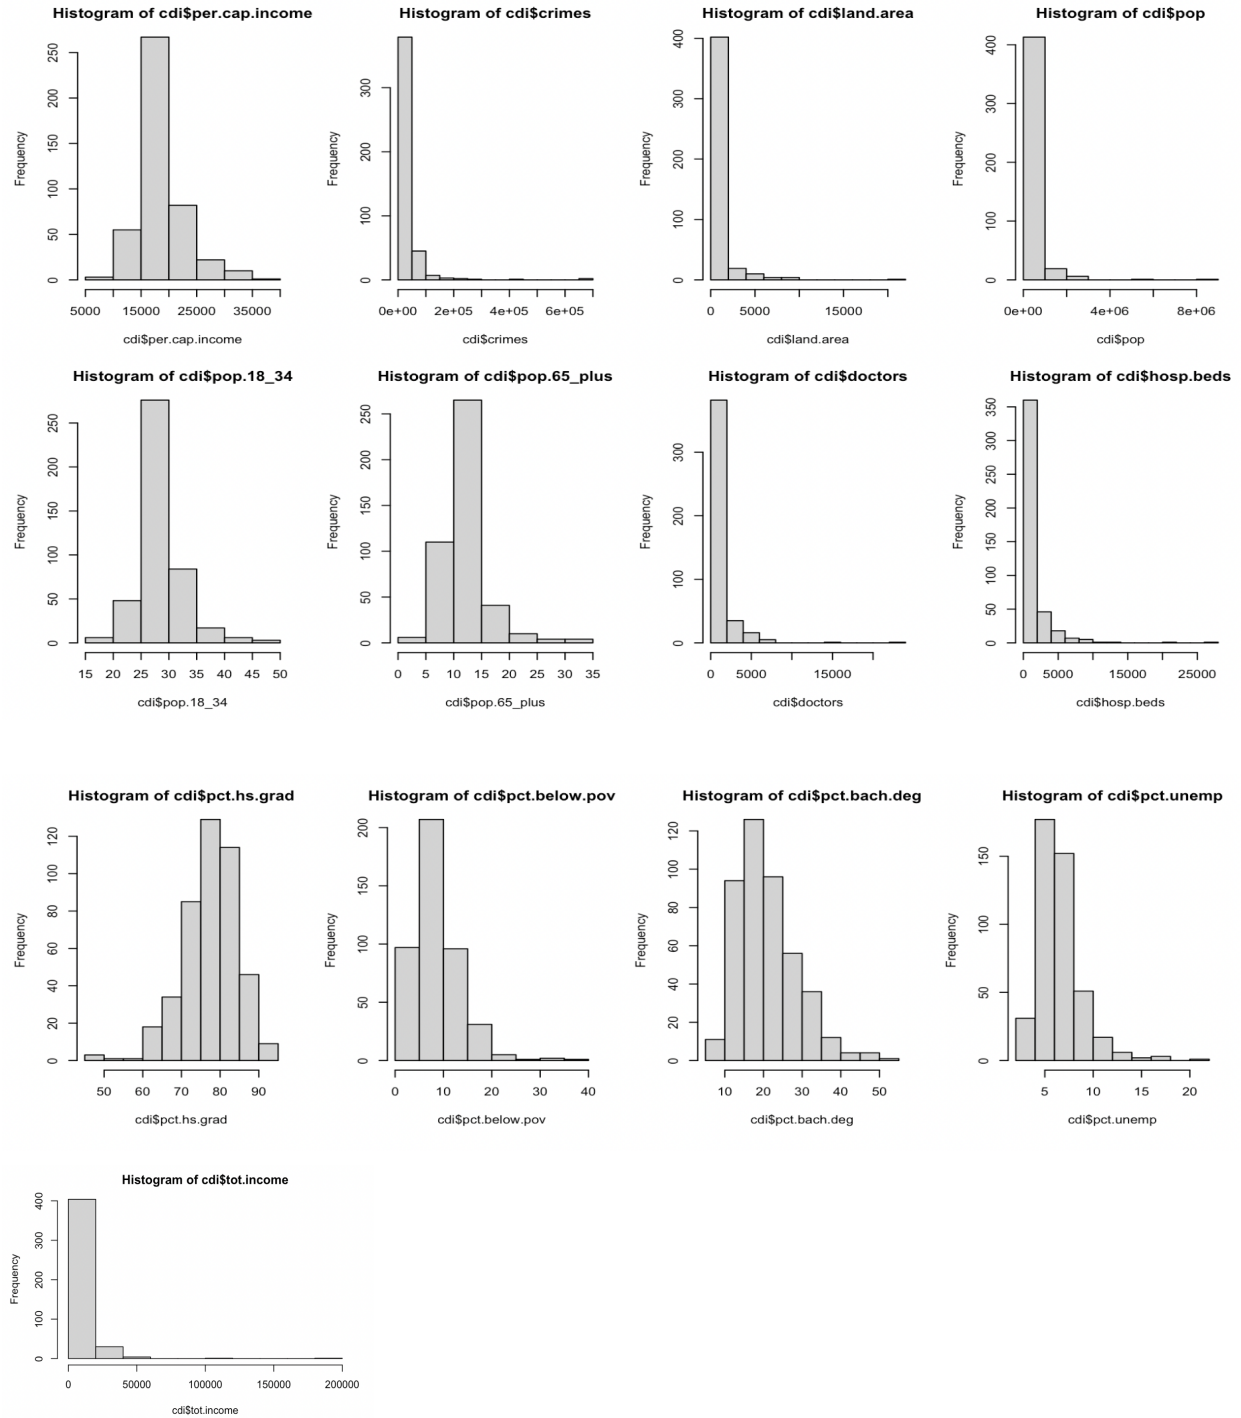 Histogram of cdi$per.cap.income
Frequency
0 50 100 150 200 250
5000 15000 25000 35000
cdi$per.cap.income
Histogram of cdi$crimes
Frequency
0 100 200 300
0e+00 2e+05 4e+05 6e+05
cdi$crimes
Histogram of cdi$land.area
Frequency
0 100 200 300 400
0 5000 15000
cdi$land.area
Histogram of cdi$pop
Frequency
0 100 200 300 400
0e+00 4e+06 8e+06
cdi$pop
Histogram of cdi$pop.18_34
Frequency
0 50 100 150 200 250
15 20 25 30 35 40 45 50
cdi$pop.18_34
Histogram of cdi$pop.65_plus
Frequency
0 50 100 150 200 250
0 5 10 15 20 25 30 35
cdi$pop.65_plus
Histogram of cdi$doctors
Frequency
0 100 200 300
0 5000 15000
cdi$doctors
Histogram of cdi$hosp.beds
Frequency
0 50 100 150 200 250 300 350
0 5000 15000 25000
cdi$hosp.beds
Histogram of cdi$pct.hs.grad
Frequency
0 20 40 60 80 100 120
50 60 70 80 90
cdi$pct.hs.grad
Histogram of cdi$pct.below.pov
Frequency
0 50 100 150 200
0 10 20 30 40
cdi$pct.below.pov
Histogram of cdi$pct.bach.deg
Frequency
0 20 40 60 80 100 120
10 20 30 40 50
cdi$pct.bach.deg
Histogram of cdi$pct.unemp
Frequency
0 50 100 150
5 10 15 20
cdi$pct.unemp
Histogram of cdi$tot.income
Frequency
0 100 200 300 400
0 50000 100000 150000 200000
cdi$tot.income